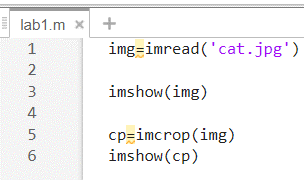 lab1.m × +
1 img=imread('cat.jpg')
2
3 imshow(img)
4
5 cp=imcrop(img)
6 imshow(cp)